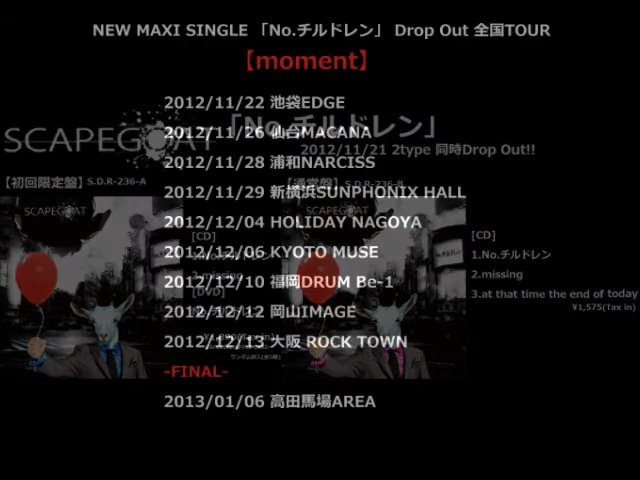 NEW MAXI SINGLE 「No.チルドレン」 Drop Out 全国TOUR
【moment】
2012/11/22 池袋EDGE
SCAPEGOAT
「No.チルドレン」
2012/11/26 仙台MACANA
2012/11/21 2type 同時Drop Out!!
2012/11/28 浦和NARCISS
【初回限定盤】S.D.R-236-A
【通常盤】S.D.R-236-B
2012/11/29 新横浜SUNPHONIX HALL
SCAPEGOAT
SCAPEGOAT
2012/12/04 HOLIDAY NAGOYA
[CD]
[CD]
2012/12/06 KYOTO MUSE
1.No.チルドレン
2.missing
2.missing
2012/12/10 福岡DRUM Be-1
[DVD]
3.at that time the end of today
¥1,575(Tax in)
2012/12/12 岡山IMAGE
2012/12/13 大阪 ROCK TOWN
-FINAL-
2013/01/06 高田馬場AREA